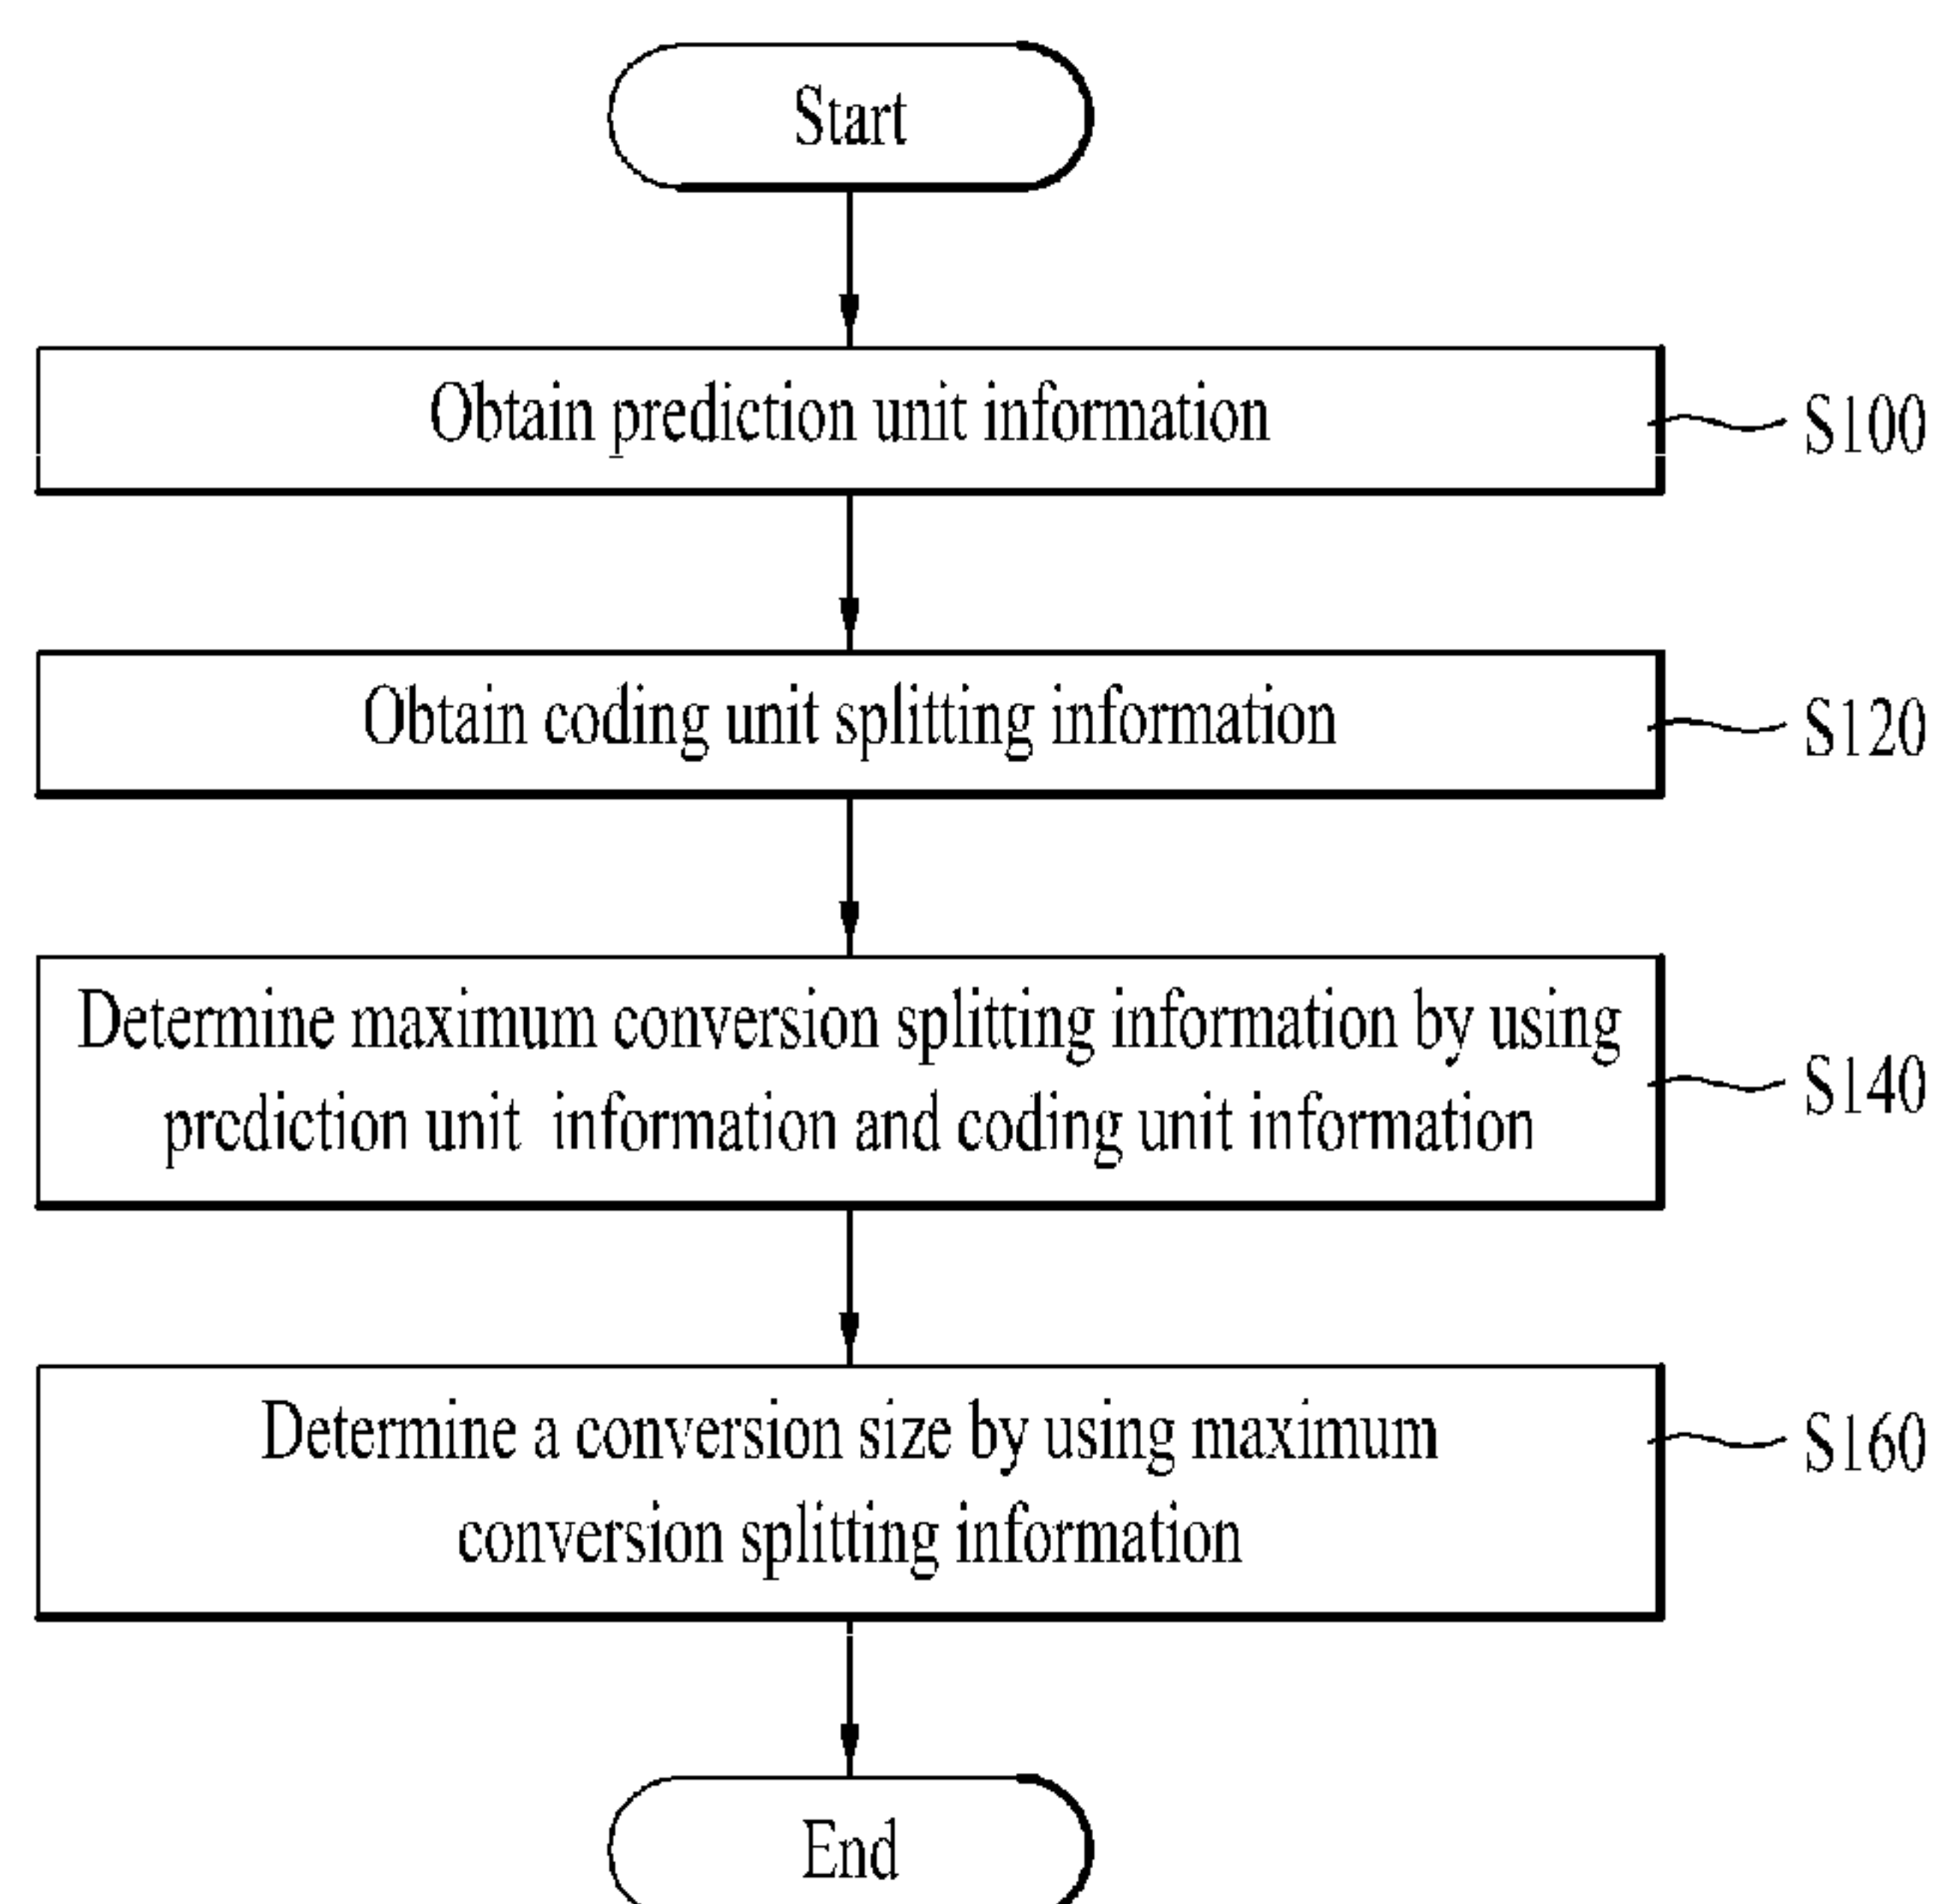 Start
Obtain prediction unit information
S100
Obtain coding unit splitting information
S120
Determine maximum conversion splitting information by using
prediction unit information and coding unit information
S140
Determine a conversion size by using maximum
conversion splitting information
S160
End